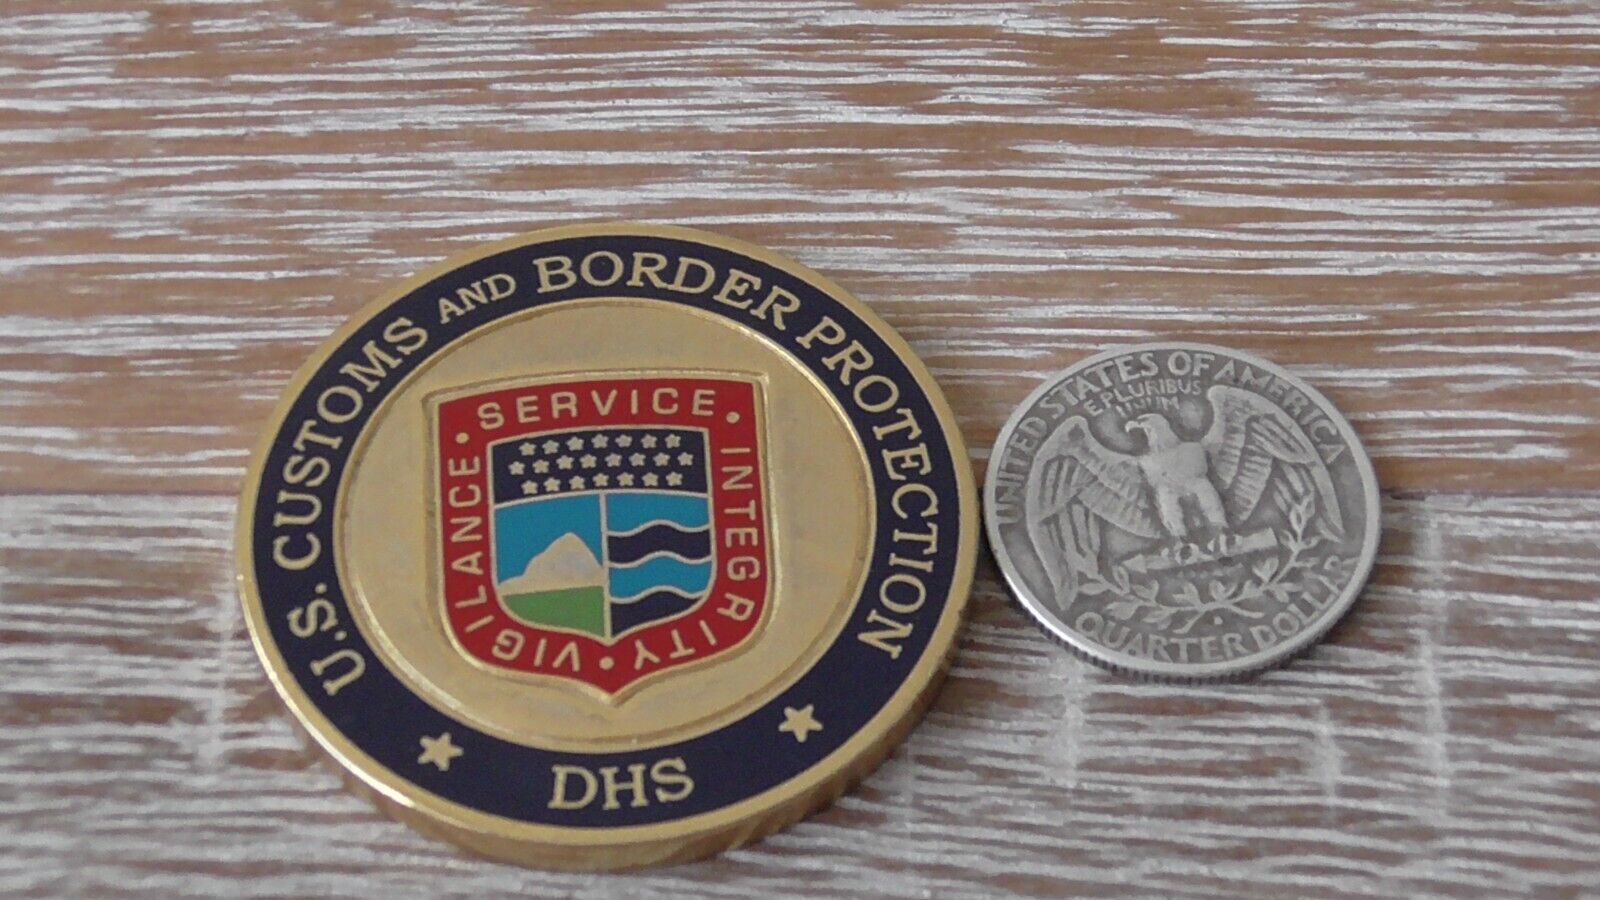 U.S. CUSTOMS AND BORDER PROTECTION
DHS
VIGILANCE · SERVICE · INTEGRITY ·
UNITED STATES OF AMERICA
E PLURIBUS
UNUM
QUARTER DOLLAR